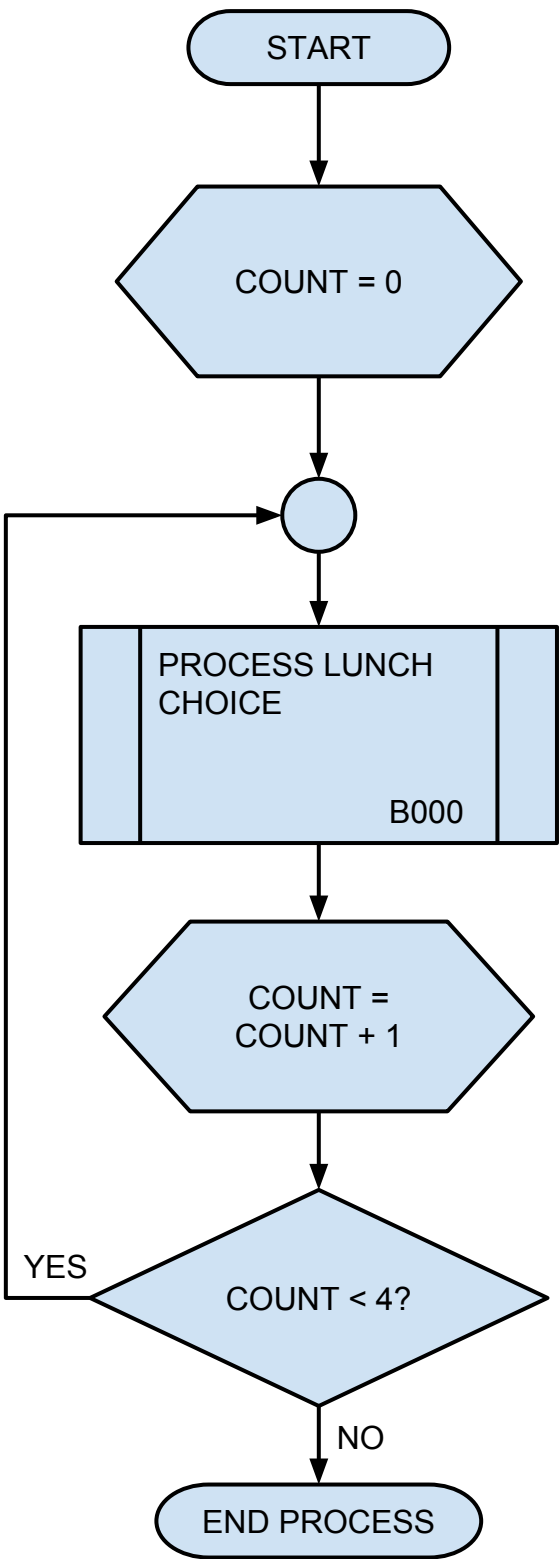 START
COUNT = 0
PROCESS LUNCH
CHOICE
B000
COUNT =
COUNT + 1
YES
COUNT < 4?
NO
END PROCESS